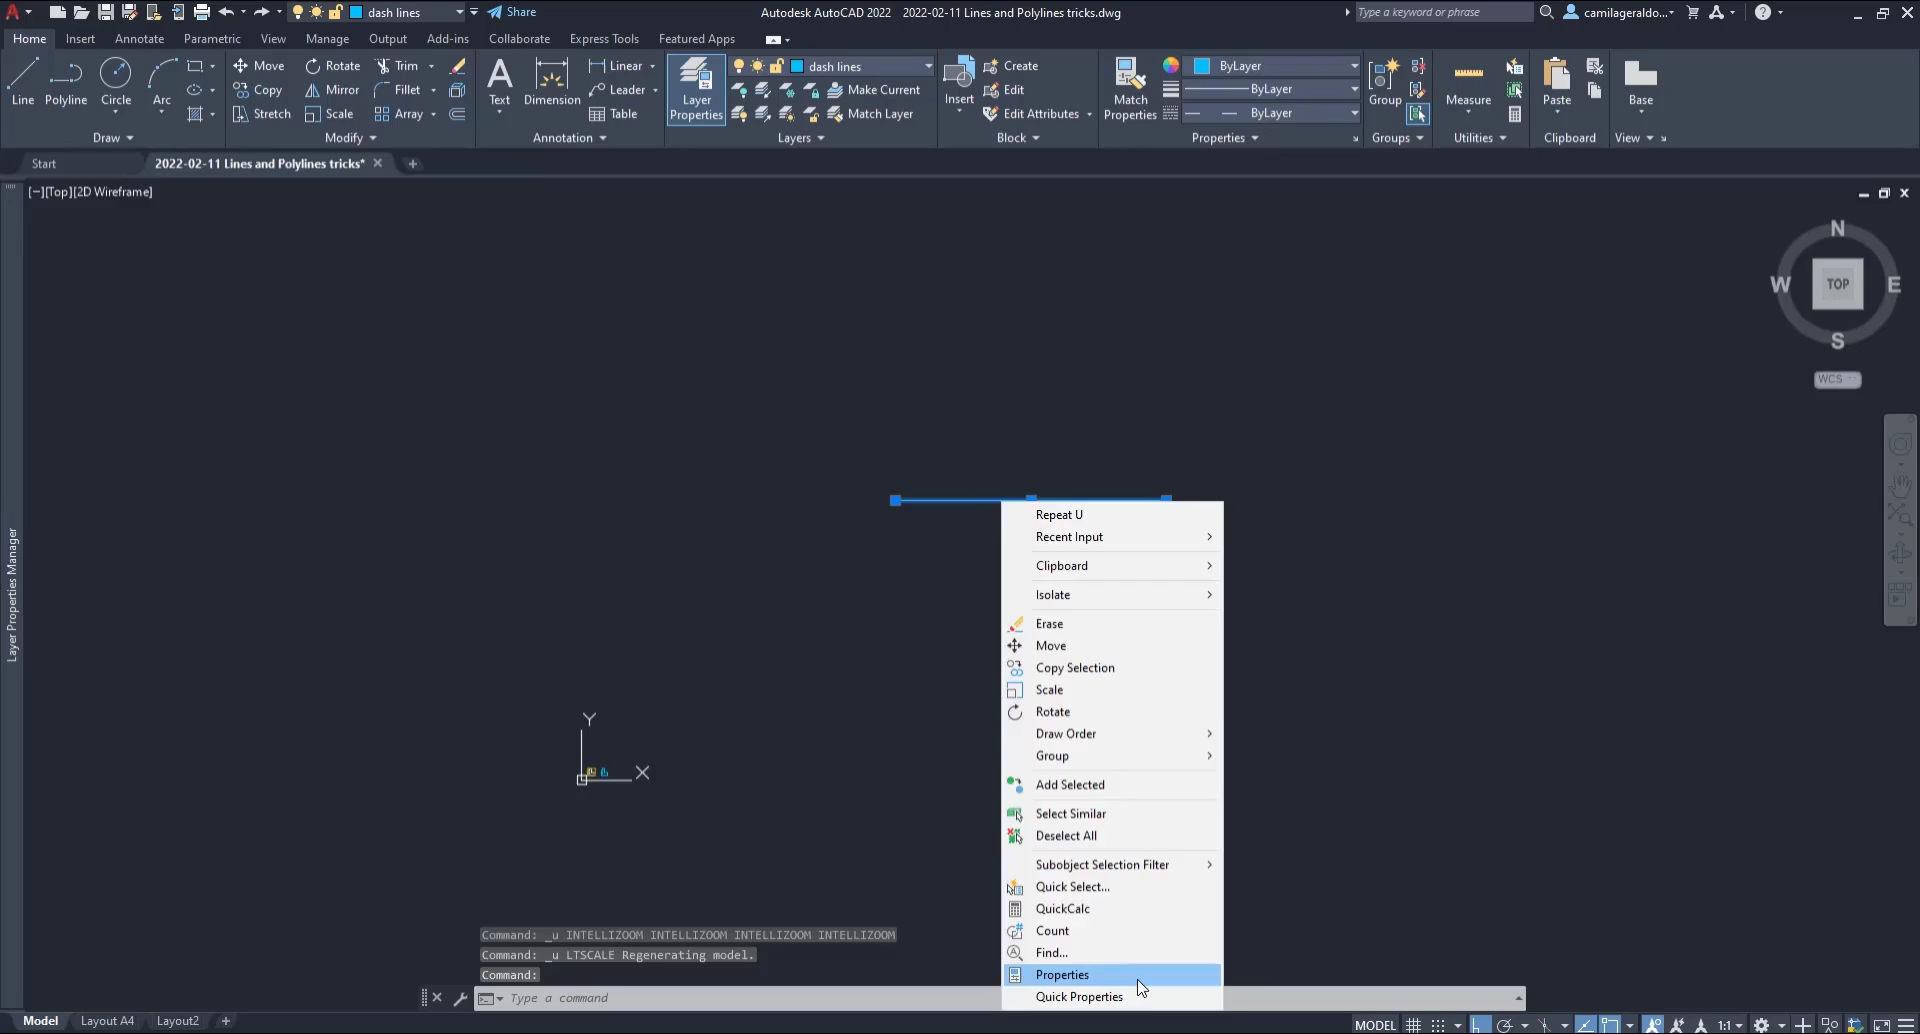 dash lines
Share
Autodesk AutoCAD 2022 2022-02-11 Lines and Polylines tricks.dwg
Type a keyword or phrase
camilageraldo...
Home Insert Annotate Parametric View Manage Output Add-ins Collaborate Express Tools Featured Apps
Line
Polyline
Circle
Arc
Draw
Move
Copy
Stretch
Rotate
Mirror
Scale
Trim
Fillet
Array
Modify
Text
Dimension
Linear
Leader
Table
Annotation
Layer
Properties
dash lines
Make Current
Match Layer
Layers
Insert
Create
Edit
Edit Attributes
Block
Match
Properties
ByLayer
ByLayer
ByLayer
Properties
Group
Groups
Measure
Utilities
Paste
Clipboard
Base
View
Start
2022-02-11 Lines and Polylines tricks*
[−][Top][2D Wireframe]
N
W
TOP
E
S
WCS
Layer Properties Manager
Y
X
Repeat U
Recent Input
Clipboard
Isolate
Erase
Move
Copy Selection
Scale
Rotate
Draw Order
Group
Add Selected
Select Similar
Deselect All
Subobject Selection Filter
Quick Select...
QuickCalc
Count
Find...
Properties
Quick Properties
Command: _u INTELLIZOOM INTELLIZOOM INTELLIZOOM INTELLIZOOM
Command: _u LTSCALE Regenerating model.
Command:
Type a command
Model
Layout A4
Layout2
MODEL
1:1